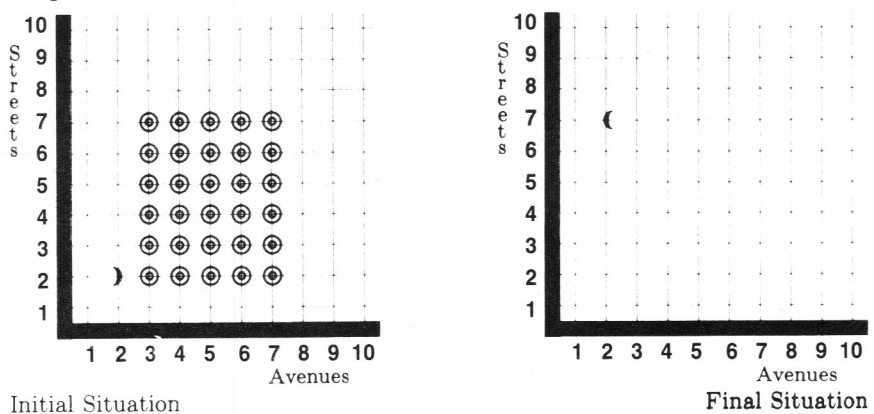 10 10
S 9 S 9
t 8 t 8
r 7 r 7
e 6 e 6
e 5 e 5
t 4 t 4
s 3 s 3
2 2
1 1
1 2 3 4 5 6 7 8 9 10 1 2 3 4 5 6 7 8 9 10
Avenues Avenues
Initial Situation Final Situation